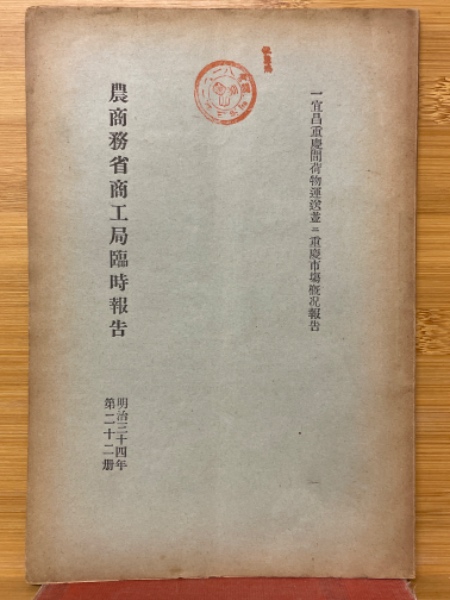 一宜昌重慶間荷物運送並ニ重慶市場概況報告
農商務省商工局臨時報告
明治三十四年
第二十二册